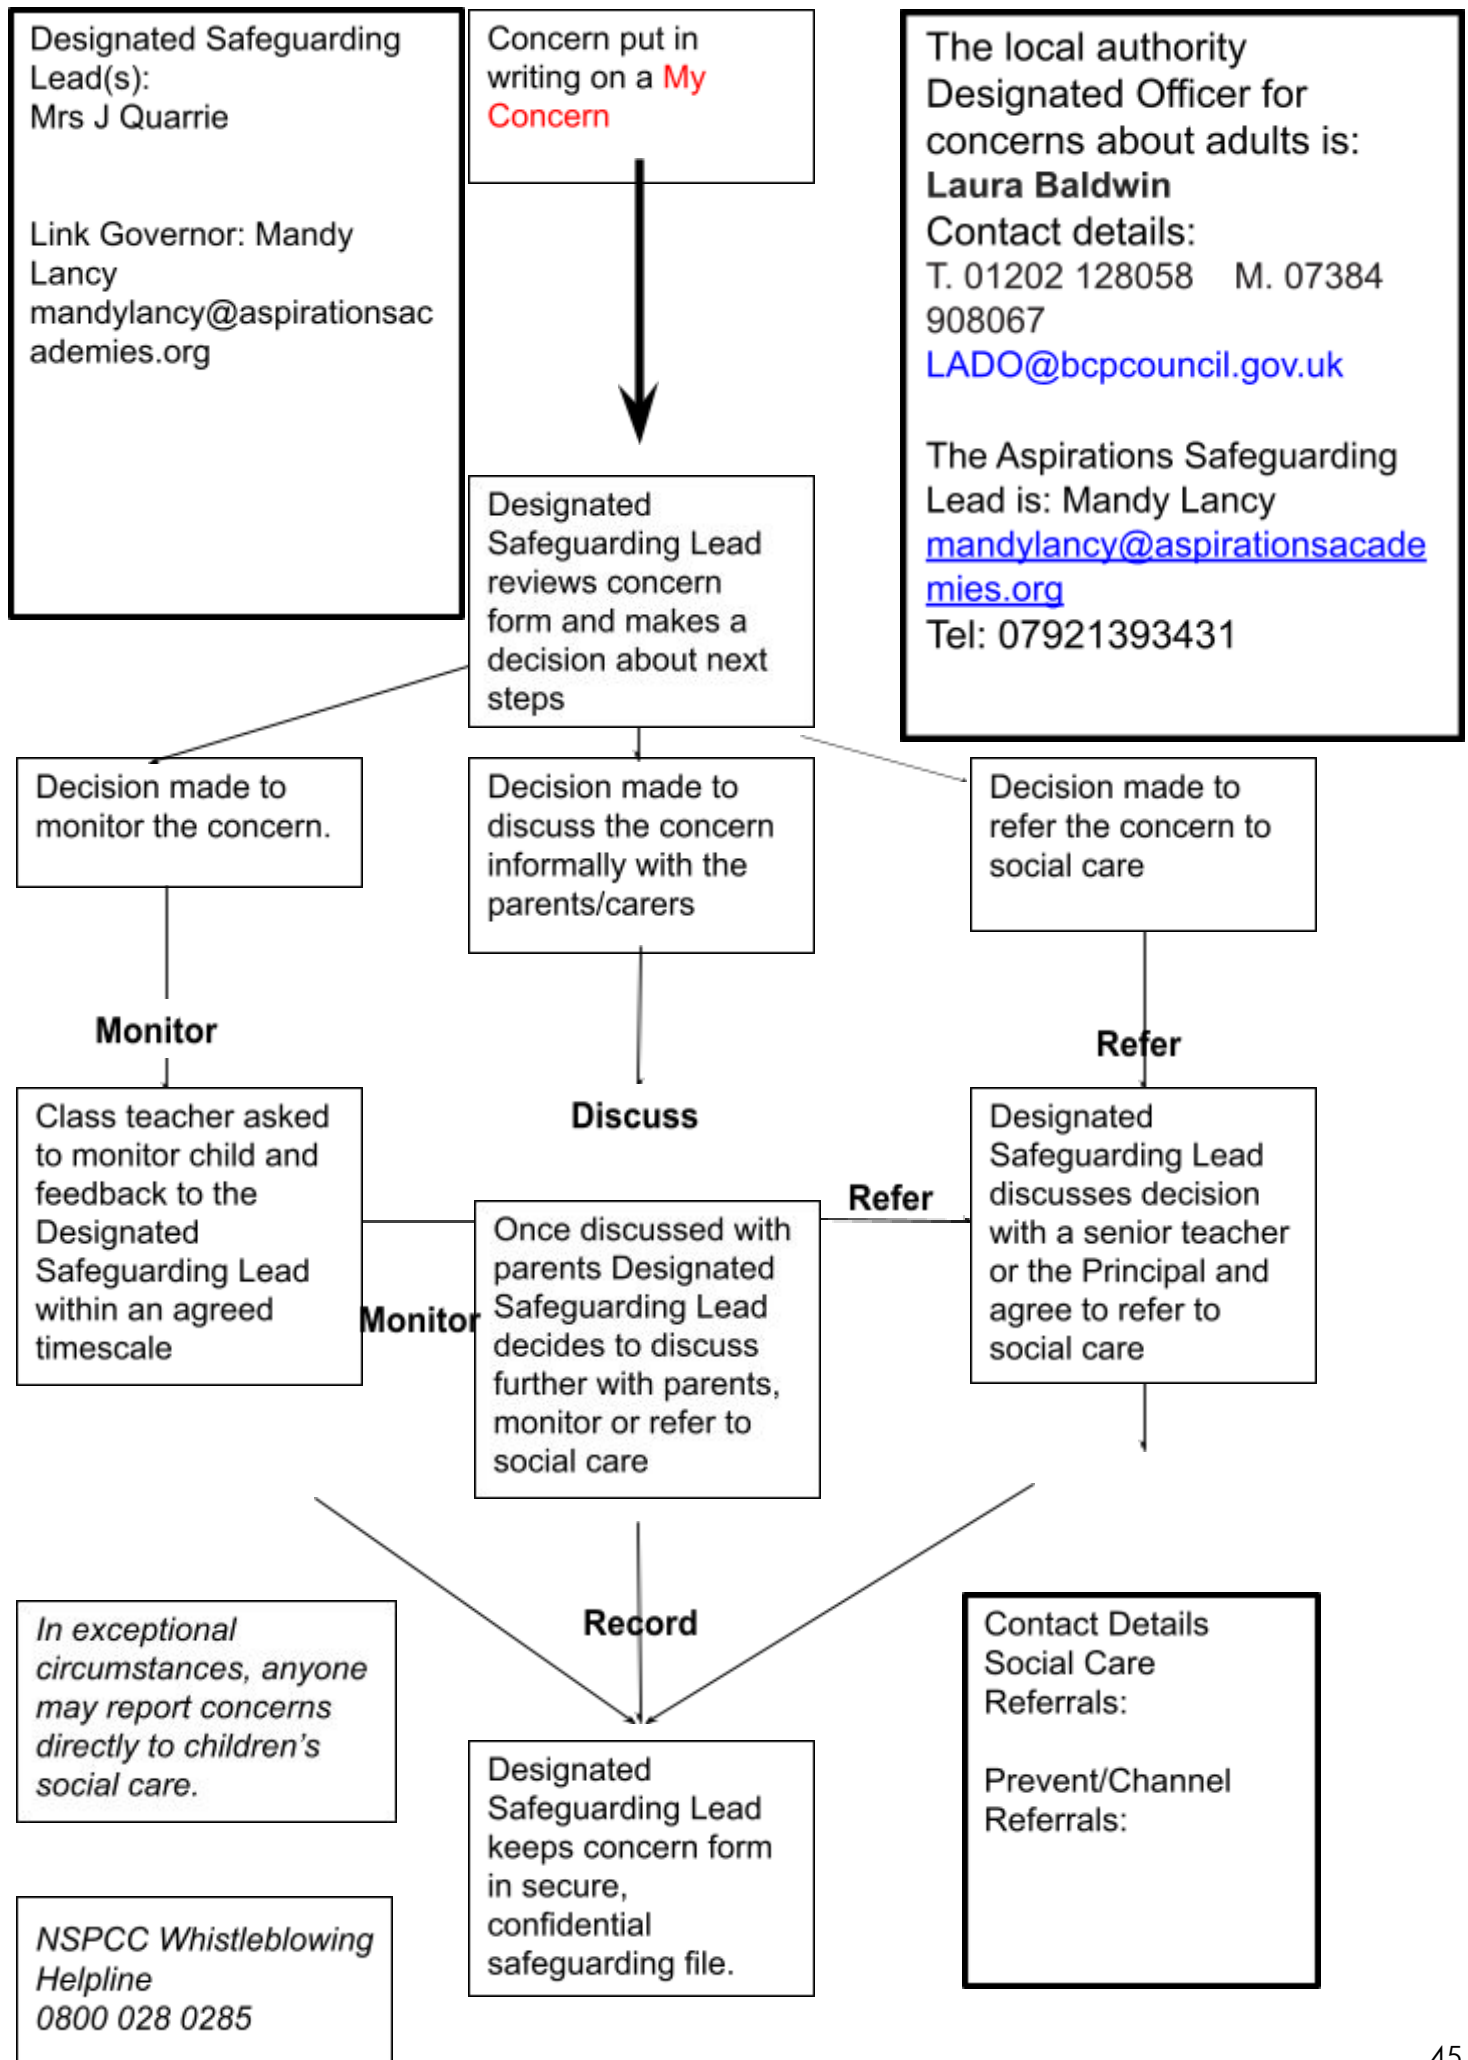 Designated Safeguarding
Lead(s):
Mrs J Quarrie
Link Governor: Mandy
Lancy
mandylancy@aspirationsac
ademies.org
Concern put in
writing on a My
Concern
The local authority
Designated Officer for
concerns about adults is:
Laura Baldwin
Contact details:
T. 01202 128058    M. 07384
908067
LADO@bcpcouncil.gov.uk
The Aspirations Safeguarding
Lead is: Mandy Lancy
mandylancy@aspirationsacade
mies.org
Tel: 07921393431
Designated
Safeguarding Lead
reviews concern
form and makes a
decision about next
steps
Decision made to
monitor the concern.
Decision made to
discuss the concern
informally with the
parents/carers
Decision made to
refer the concern to
social care
Monitor
Discuss
Refer
Class teacher asked
to monitor child and
feedback to the
Designated
Safeguarding Lead
within an agreed
timescale
Monitor
Once discussed with
parents Designated
Safeguarding Lead
decides to discuss
further with parents,
monitor or refer to
social care
Refer
Designated
Safeguarding Lead
discusses decision
with a senior teacher
or the Principal and
agree to refer to
social care
Record
In exceptional
circumstances, anyone
may report concerns
directly to children’s
social care.
Designated
Safeguarding Lead
keeps concern form
in secure,
confidential
safeguarding file.
Contact Details
Social Care
Referrals:
Prevent/Channel
Referrals:
NSPCC Whistleblowing
Helpline
0800 028 0285
45